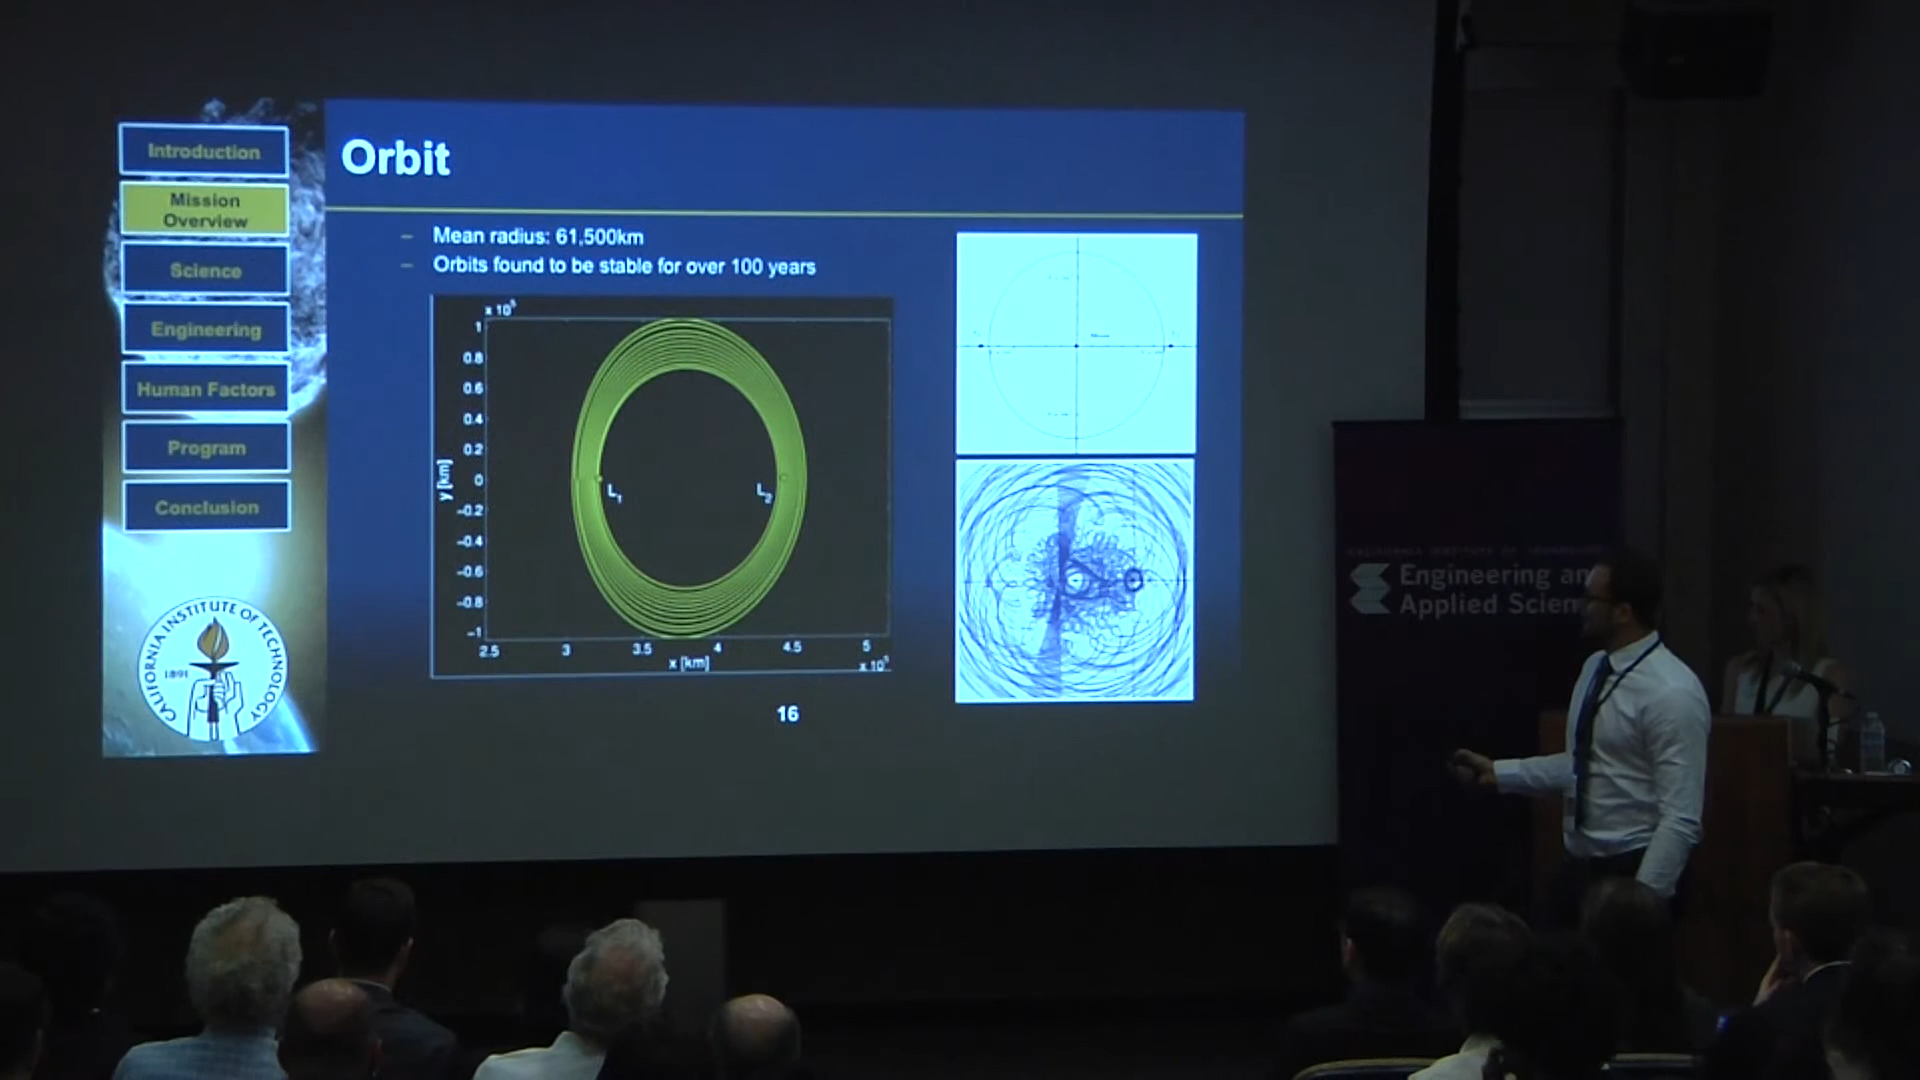 Introduction
Mission
Overview
Science
Engineering
Human Factors
Program
Conclusion
CALIFORNIA INSTITUTE OF TECHNOLOGY
1891
Orbit
– Mean radius: 61,500km
– Orbits found to be stable for over 100 years
x 10⁵
1
0.8
0.6
0.4
0.2
0
-0.2
-0.4
-0.6
-0.8
-1
y [km]
L₁
L₂
2.5 3 3.5 4 4.5 5
x [km]
x 10⁵
16
CALIFORNIA INSTITUTE OF
Engineering an
Applied Scien